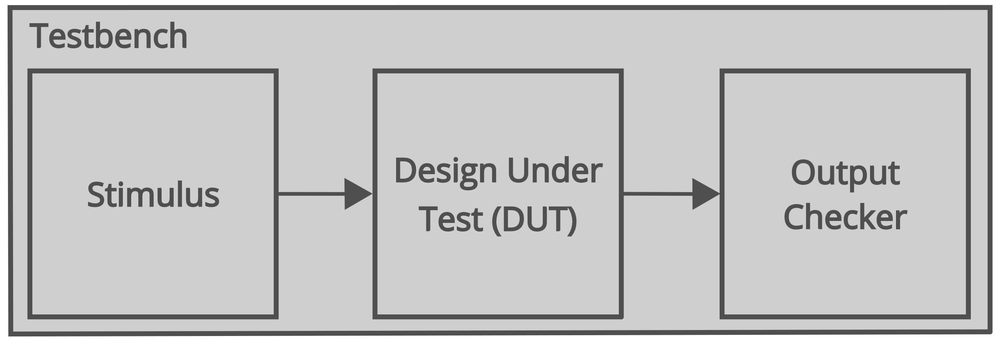 Testbench
Stimulus
Design Under
Test (DUT)
Output
Checker